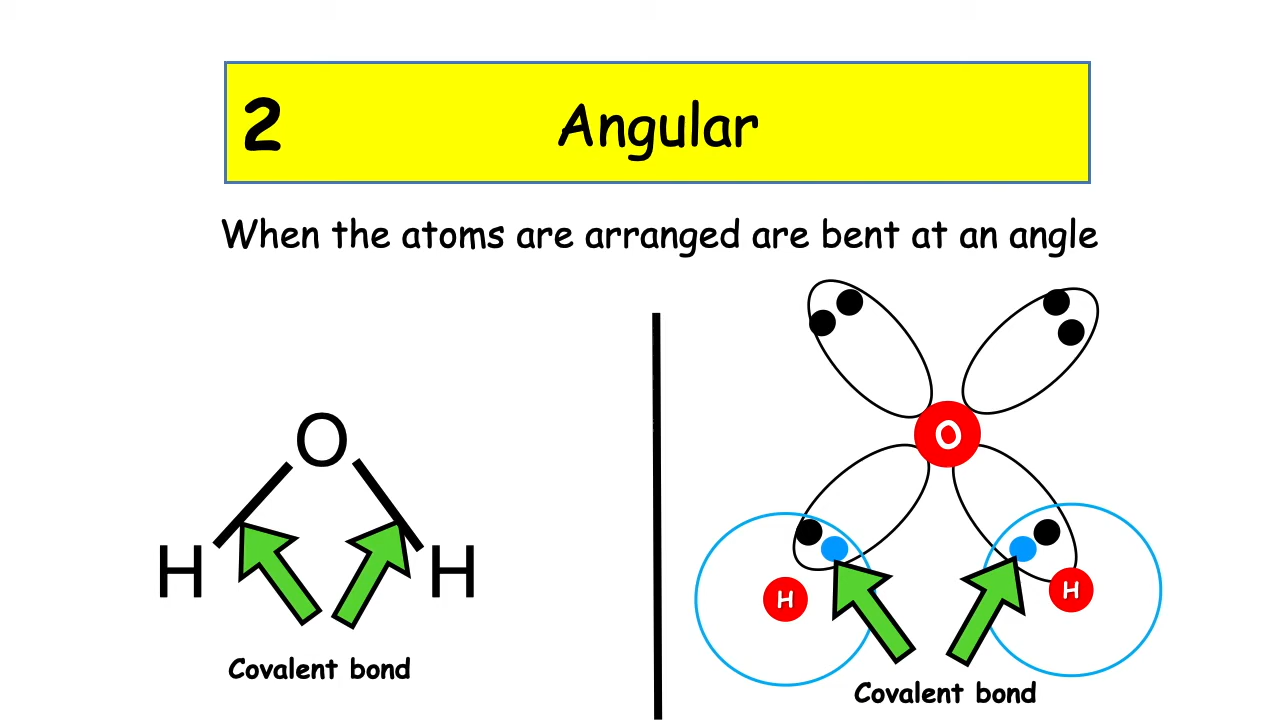 2 Angular
When the atoms are arranged are bent at an angle
O
H H
Covalent bond
O
H H
Covalent bond